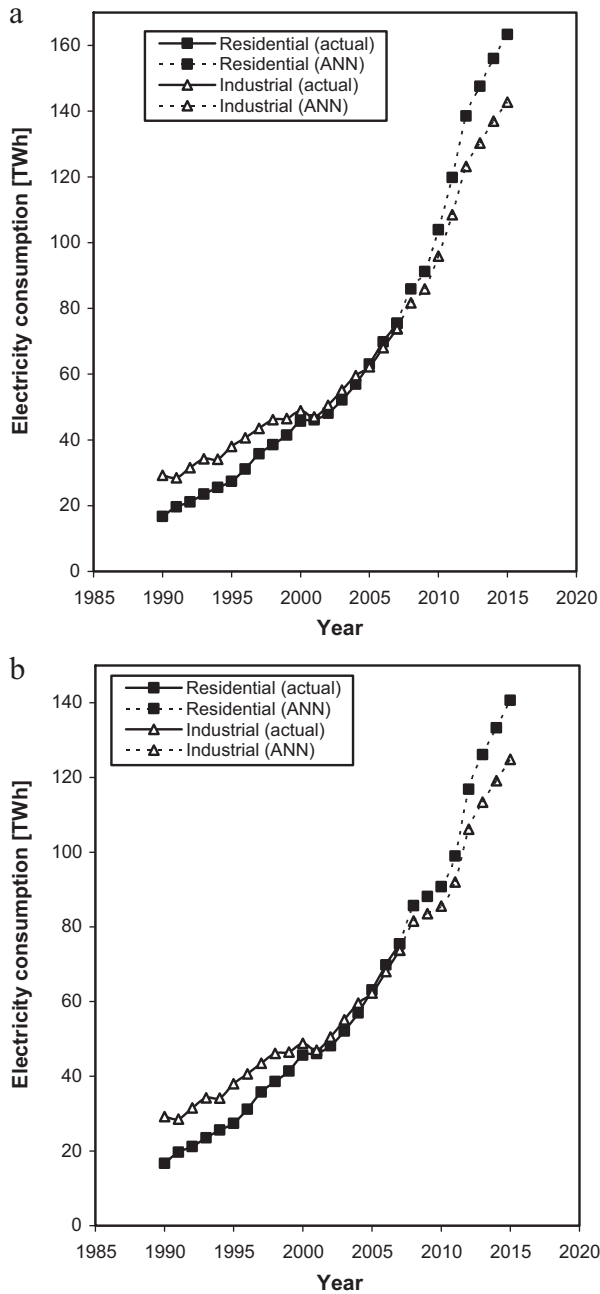 a
Electricity consumption [TWh]
160
140
120
100
80
60
40
20
0
Residential (actual)
Residential (ANN)
Industrial (actual)
Industrial (ANN)
1985 1990 1995 2000 2005 2010 2015 2020
Year
b
Electricity consumption [TWh]
140
120
100
80
60
40
20
0
Residential (actual)
Residential (ANN)
Industrial (actual)
Industrial (ANN)
1985 1990 1995 2000 2005 2010 2015 2020
Year